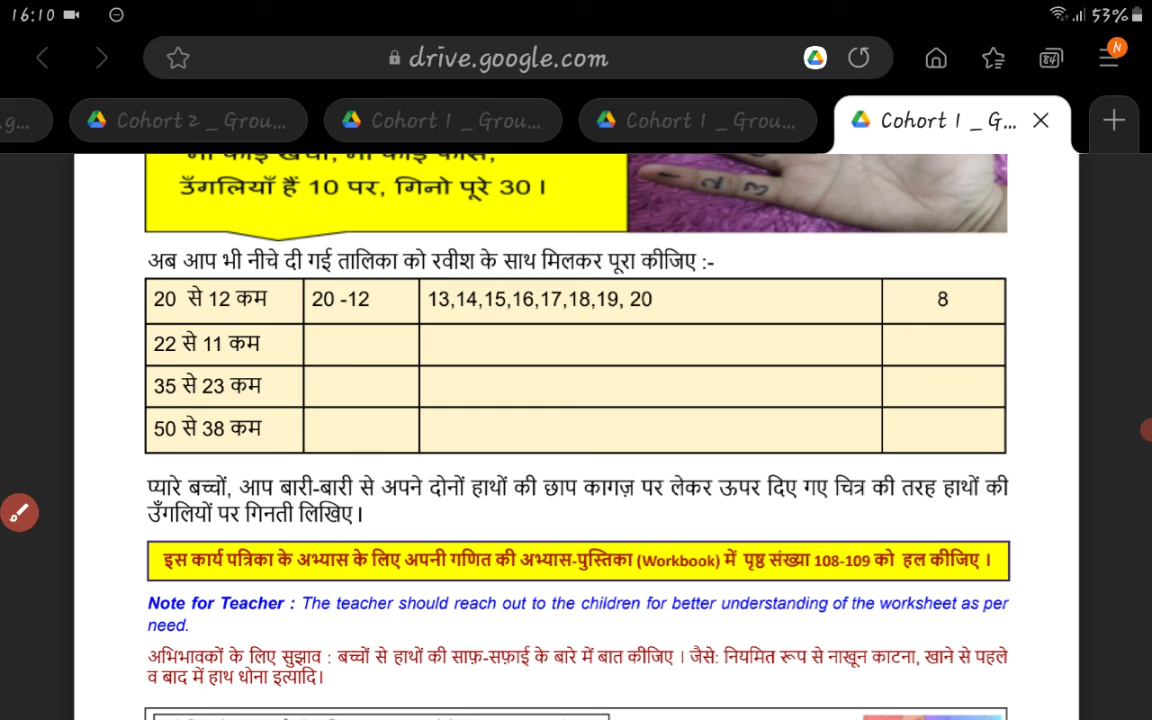 16:10
53%
drive.google.com
84
N
.g...
Cohort 2 _ Grou...
Cohort 1 _ Grou...
Cohort 1 _ Grou...
Cohort 1 _ G...
उँगलियाँ हैं 10 पर, गिनो पूरे 30 ।
1 2 3
अब आप भी नीचे दी गई तालिका को रवीश के साथ मिलकर पूरा कीजिए :-
20 से 12 कम 20 -12 13,14,15,16,17,18,19, 20 8
22 से 11 कम
35 से 23 कम
50 से 38 कम
प्यारे बच्चों, आप बारी-बारी से अपने दोनों हाथों की छाप कागज़ पर लेकर ऊपर दिए गए चित्र की तरह हाथों की
उँगलियों पर गिनती लिखिए।
इस कार्य पत्रिका के अभ्यास के लिए अपनी गणित की अभ्यास-पुस्तिका (Workbook) में पृष्ठ संख्या 108-109 को हल कीजिए ।
Note for Teacher : The teacher should reach out to the children for better understanding of the worksheet as per
need.
अभिभावकों के लिए सुझाव : बच्चों से हाथों की साफ़-सफ़ाई के बारे में बात कीजिए । जैसे: नियमित रूप से नाखून काटना, खाने से पहले
व बाद में हाथ धोना इत्यादि।